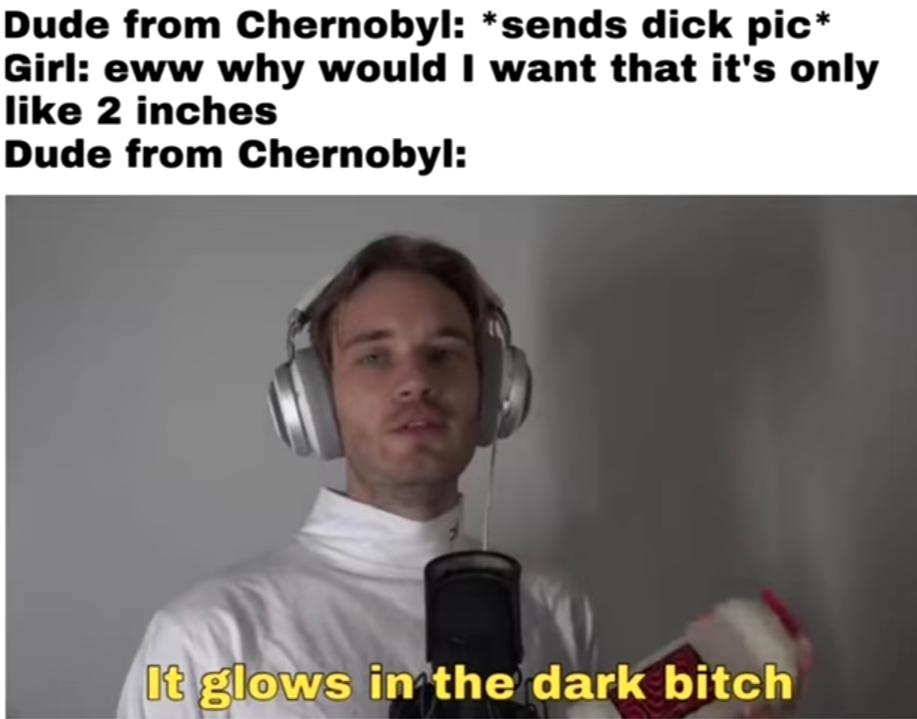 Dude from Chernobyl: *sends dick pic*
Girl: eww why would I want that it's only
like 2 inches
Dude from Chernobyl:
It glows in the dark bitch